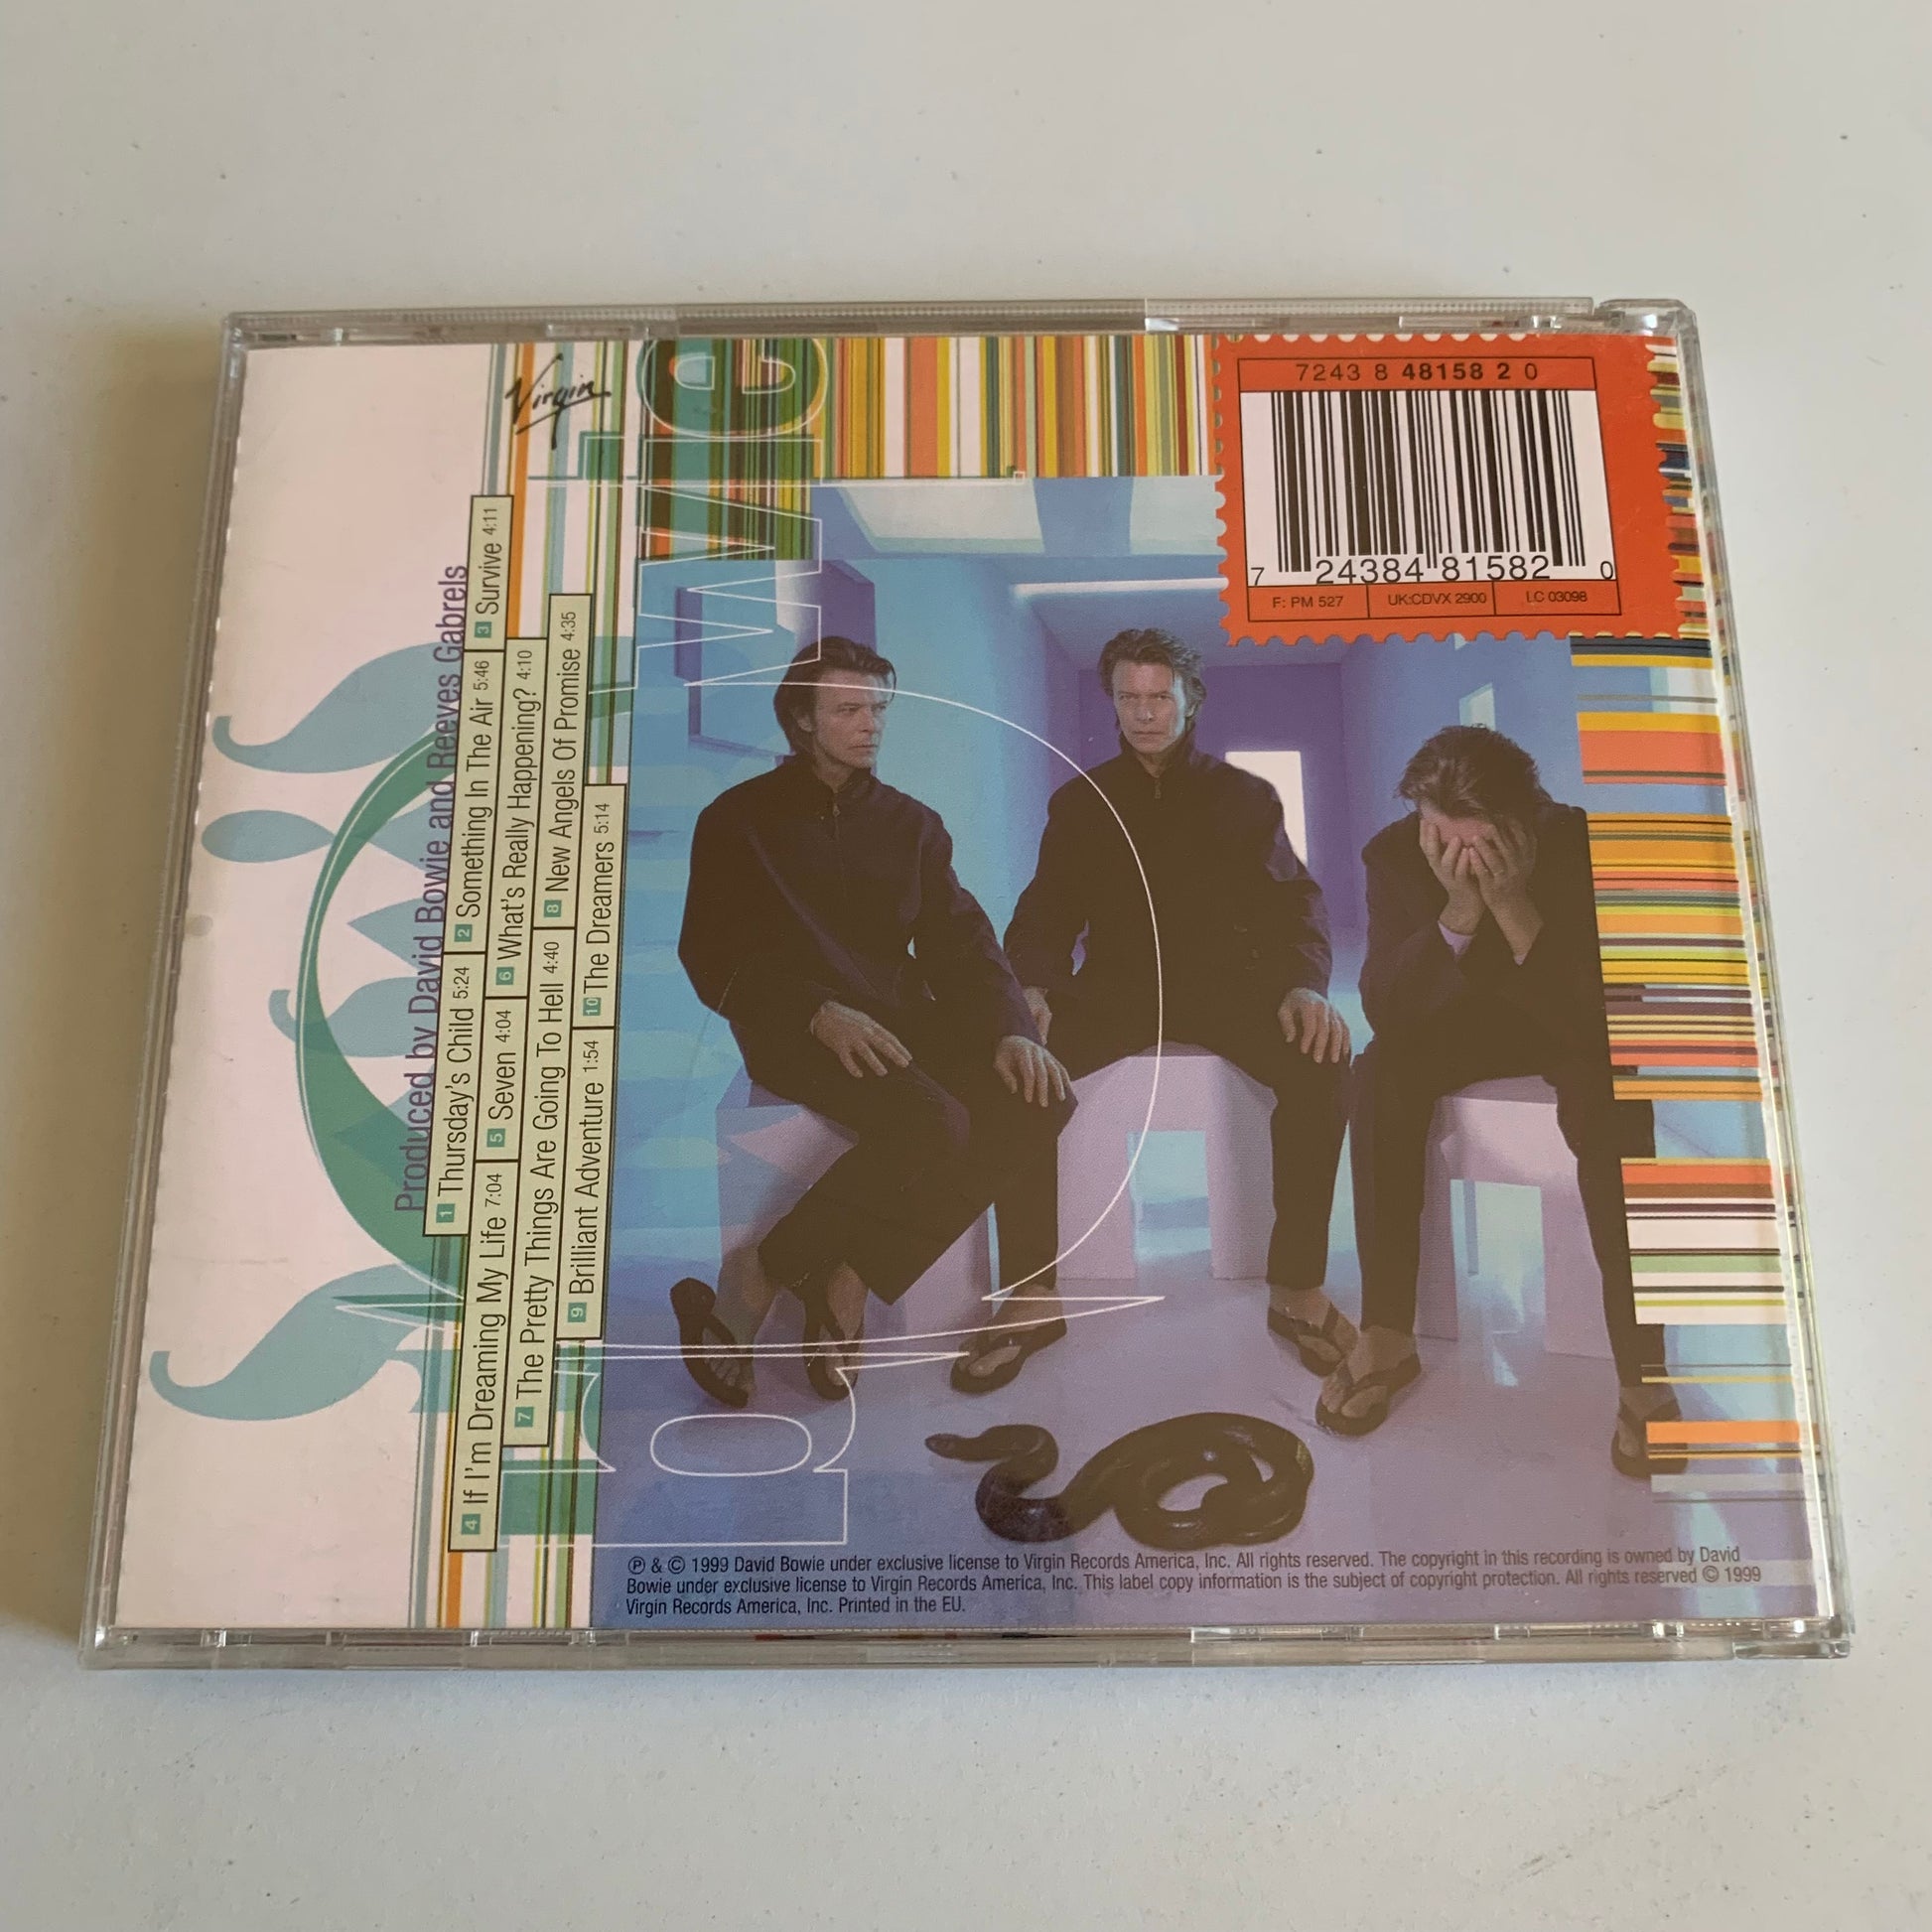 Virgin
Produced by David Bowie and Reeves Gabrels
1 Thursday's Child 5:24 2 Something In The Air 5:46 3 Survive 4:11
4 If I'm Dreaming My Life 7:04 5 Seven 4:04 6 What's Really Happening? 4:10
7 The Pretty Things Are Going To Hell 4:40 8 New Angels Of Promise 4:35
9 Brilliant Adventure 1:54 10 The Dreamers 5:14
7243 8 48158 2 0
7 24384 81582 0
F: PM 527 UK:CDVX 2900 LC 03098
℗ & © 1999 David Bowie under exclusive license to Virgin Records America, Inc. All rights reserved. The copyright in this recording is owned by David
Bowie under exclusive license to Virgin Records America, Inc. This label copy information is the subject of copyright protection. All rights reserved © 1999
Virgin Records America, Inc. Printed in the EU.